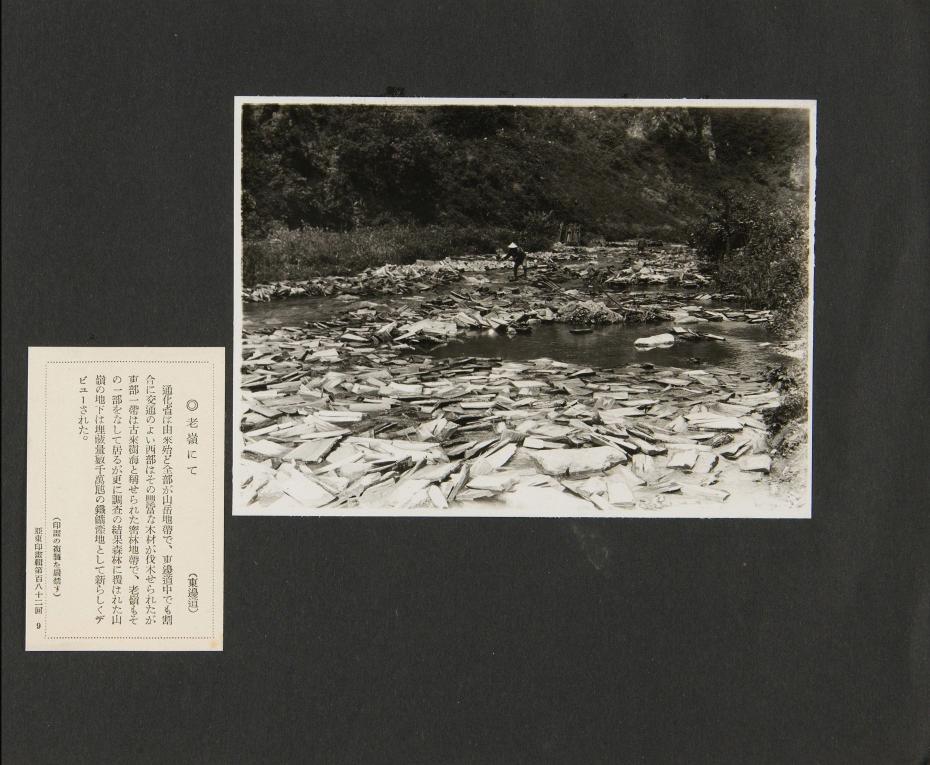 ◎老嶺にて
（東邊道）
通化省は由來殆ど全部が山岳地帶で、東邊道中でも割
合に交通のよい西部はその豐富な木材が伐木せられたが
東部一帶は古來樹海と稱せられた密林地帶で、老嶺もそ
の一部をなして居るが更に調査の結果森林に覆はれた山
嶺の地下は埋藏量數千萬瓲の鐵鑛產地として新らしくデ
ビューされた。
（印畫の複製を嚴禁す）
亞東印畫輯第百八十二回 9